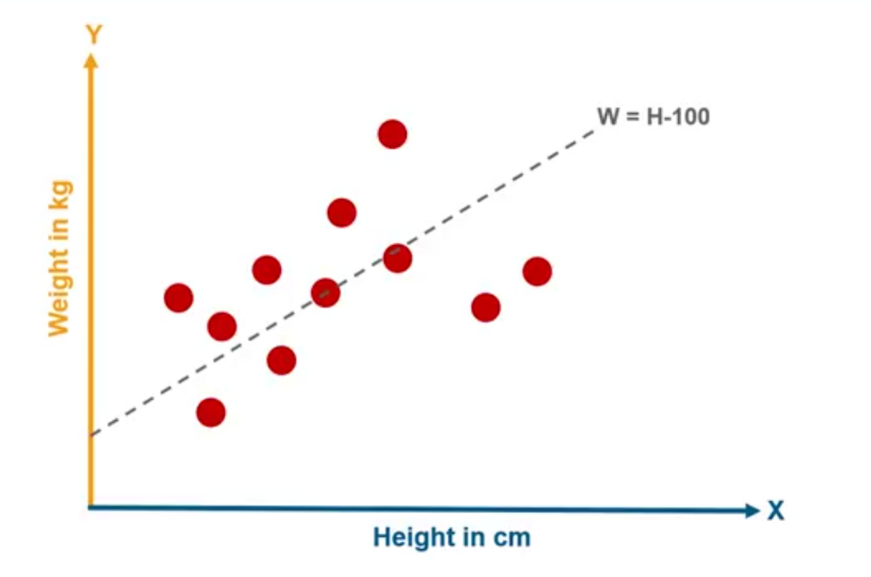 Y
W = H-100
Weight in kg
X
Height in cm